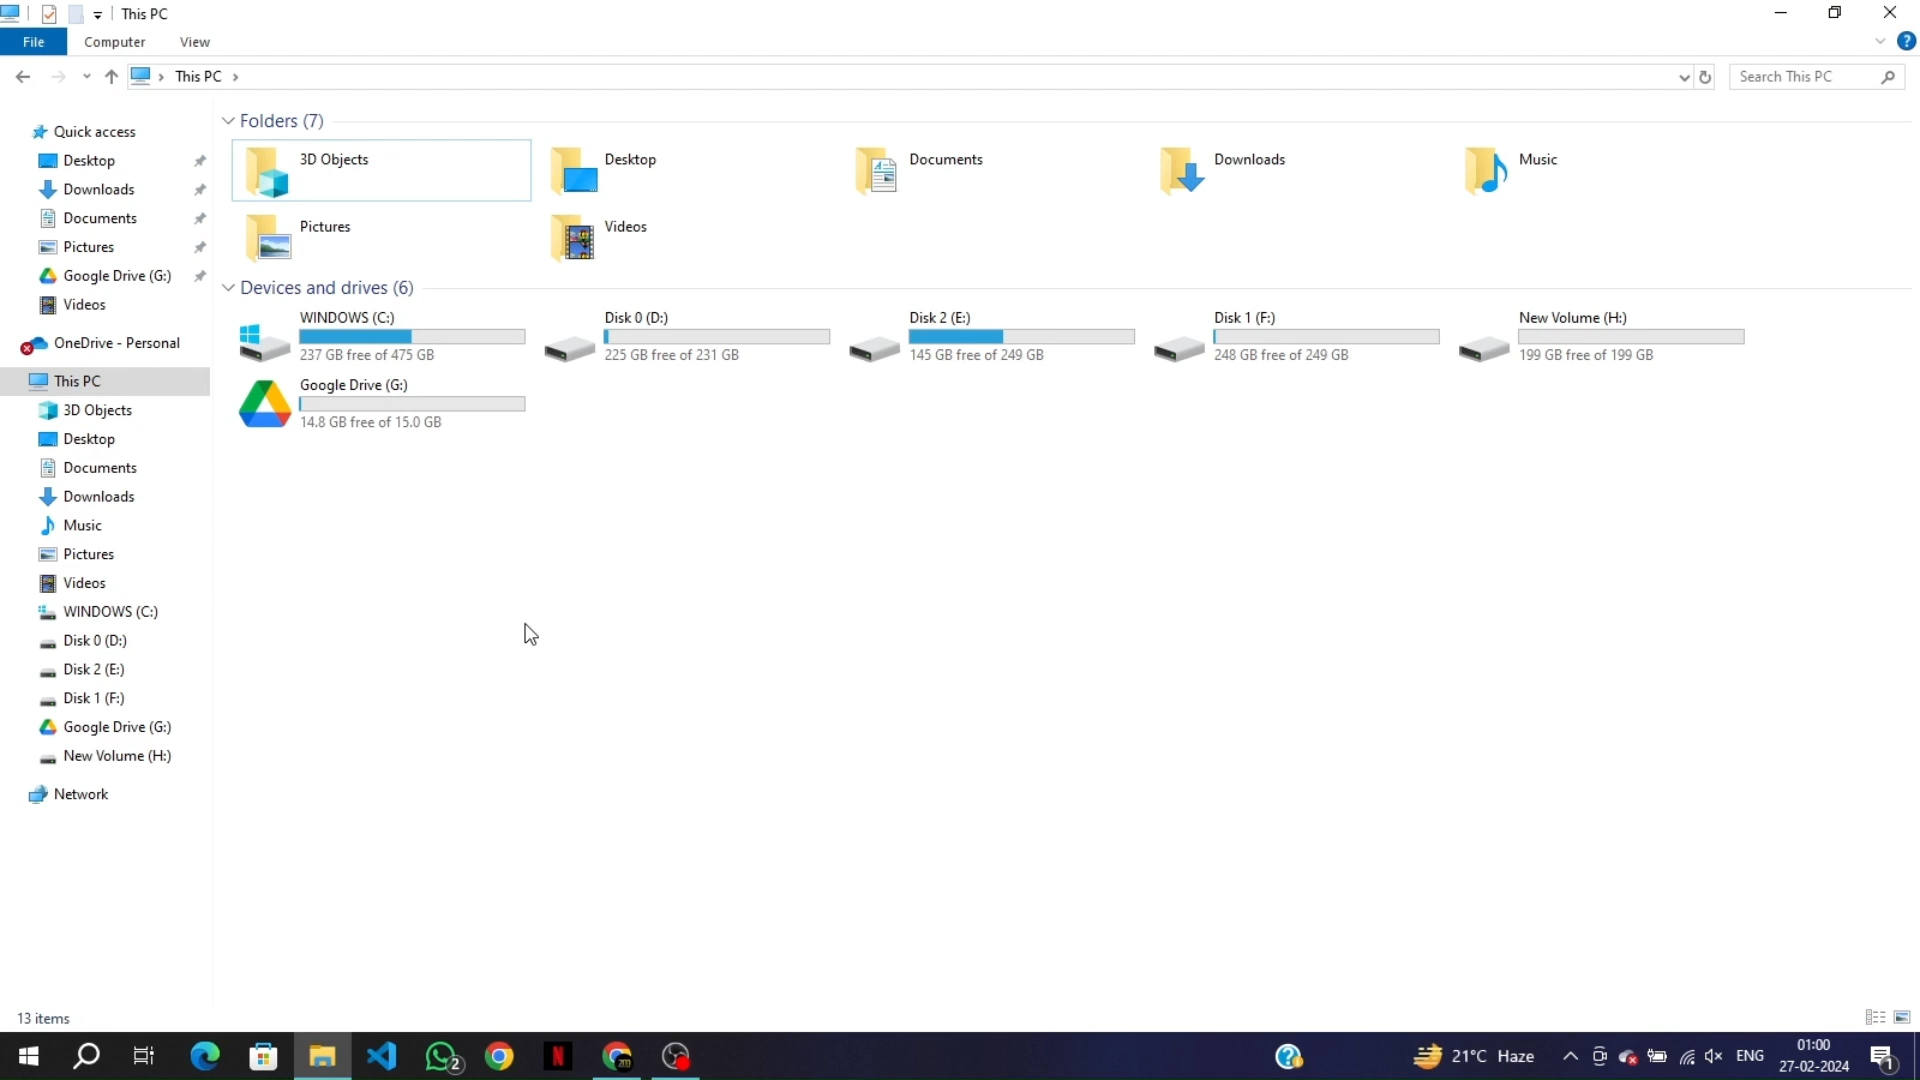 This PC
File Computer View
This PC
Search This PC
Quick access
Desktop
Downloads
Documents
Pictures
Google Drive (G:)
Videos
OneDrive - Personal
This PC
3D Objects
Desktop
Documents
Downloads
Music
Pictures
Videos
WINDOWS (C:)
Disk 0 (D:)
Disk 2 (E:)
Disk 1 (F:)
Google Drive (G:)
New Volume (H:)
Network
Folders (7)
3D Objects
Desktop
Documents
Downloads
Music
Pictures
Videos
Devices and drives (6)
WINDOWS (C:)
237 GB free of 475 GB
Disk 0 (D:)
225 GB free of 231 GB
Disk 2 (E:)
145 GB free of 249 GB
Disk 1 (F:)
248 GB free of 249 GB
New Volume (H:)
199 GB free of 199 GB
Google Drive (G:)
14.8 GB free of 15.0 GB
13 items
2
21°C Haze
ENG
01:00
27-02-2024
1